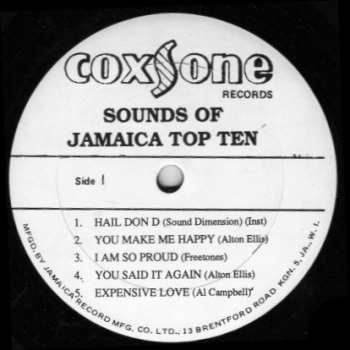 coxsone
RECORDS
SOUNDS OF
JAMAICA TOP TEN
Side 1
1. HAIL DON D (Sound Dimension) (Inst)
2. YOU MAKE ME HAPPY (Alton Ellis)
3. I AM SO PROUD (Freetones)
4. YOU SAID IT AGAIN (Alton Ellis)
5. EXPENSIVE LOVE (Al Campbell)
MFGD. BY JAMAICA RECORD MFG. CO. LTD., 13 BRENTFORD ROAD, KGN. 5, JA., W. I.